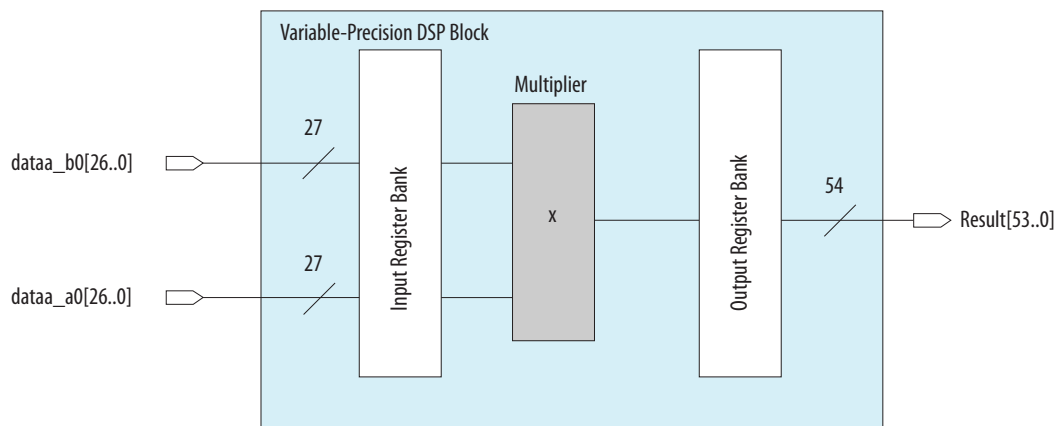 Variable-Precision DSP Block
Multiplier
27
dataa_b0[26..0]
Input Register Bank
x
Output Register Bank
54
Result[53..0]
27
dataa_a0[26..0]